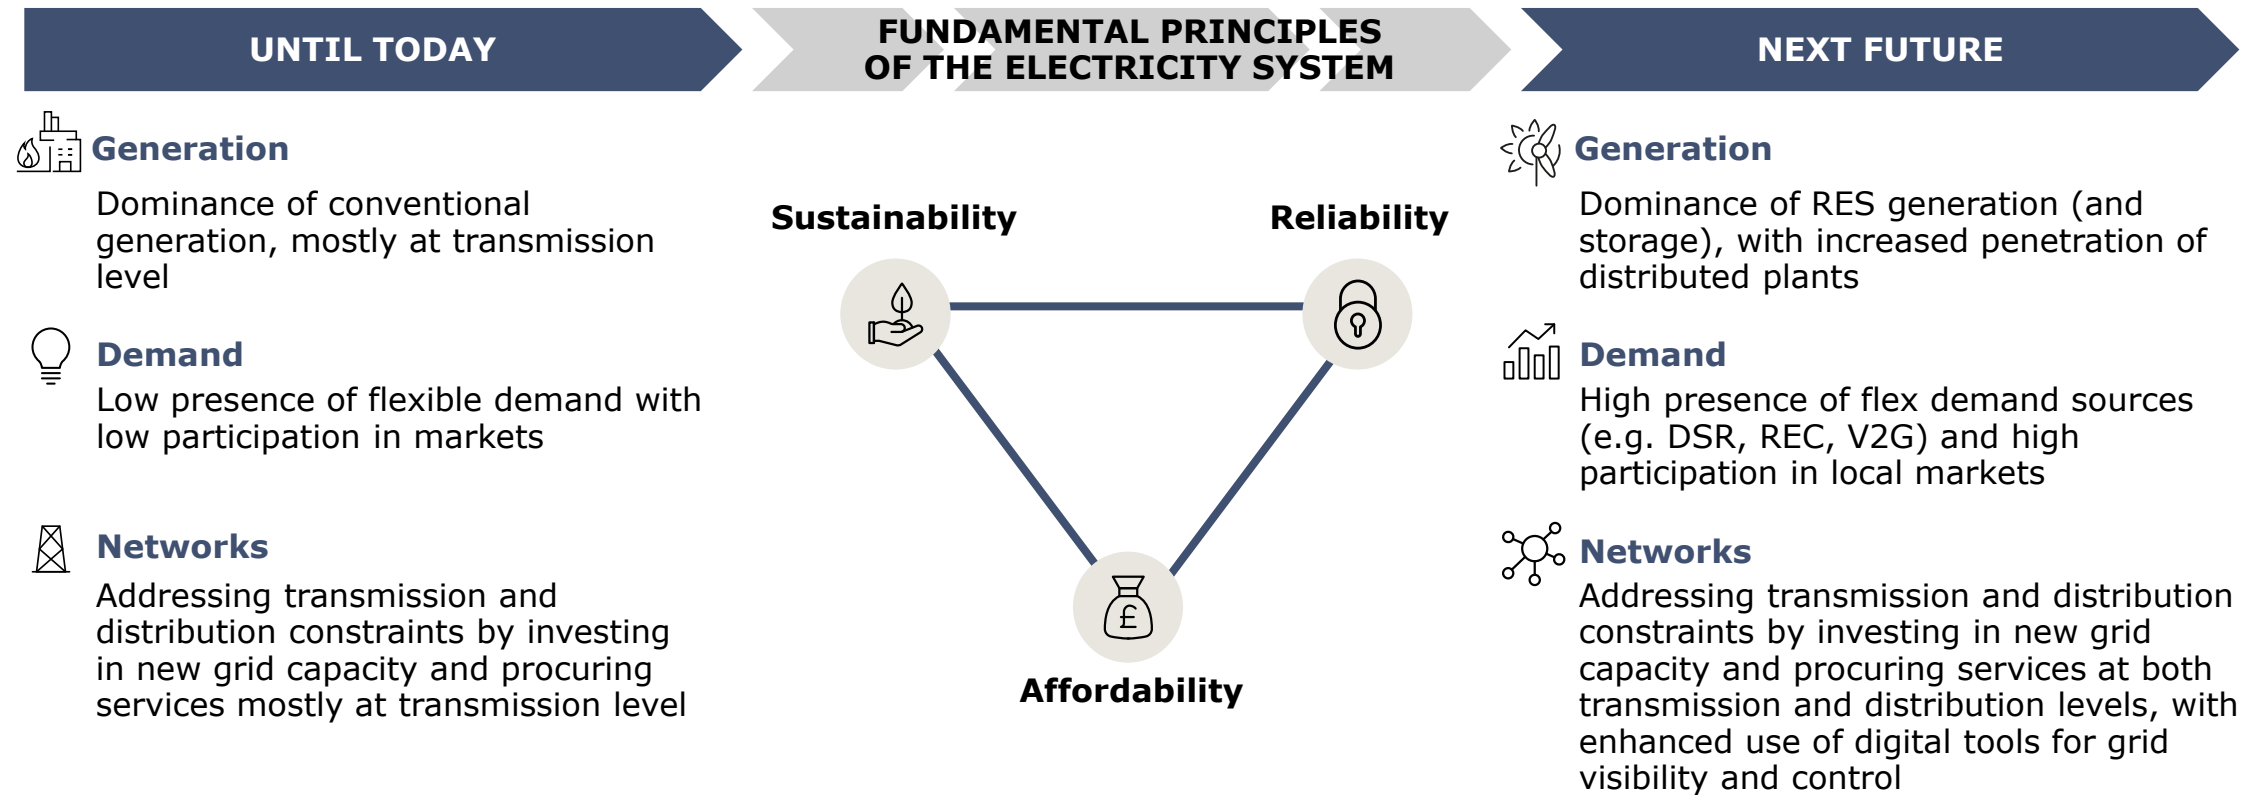 UNTIL TODAY
Generation
Dominance of conventional
generation, mostly at transmission
level
Demand
Low presence of flexible demand with
low participation in markets
Networks
Addressing transmission and
distribution constraints by investing
in new grid capacity and procuring
services mostly at transmission level
FUNDAMENTAL PRINCIPLES
OF THE ELECTRICITY SYSTEM
Sustainability
Reliability
£
Affordability
NEXT FUTURE
Generation
Dominance of RES generation (and
storage), with increased penetration of
distributed plants
Demand
High presence of flex demand sources
(e.g. DSR, REC, V2G) and high
participation in local markets
Networks
Addressing transmission and distribution
constraints by investing in new grid
capacity and procuring services at both
transmission and distribution levels, with
enhanced use of digital tools for grid
visibility and control